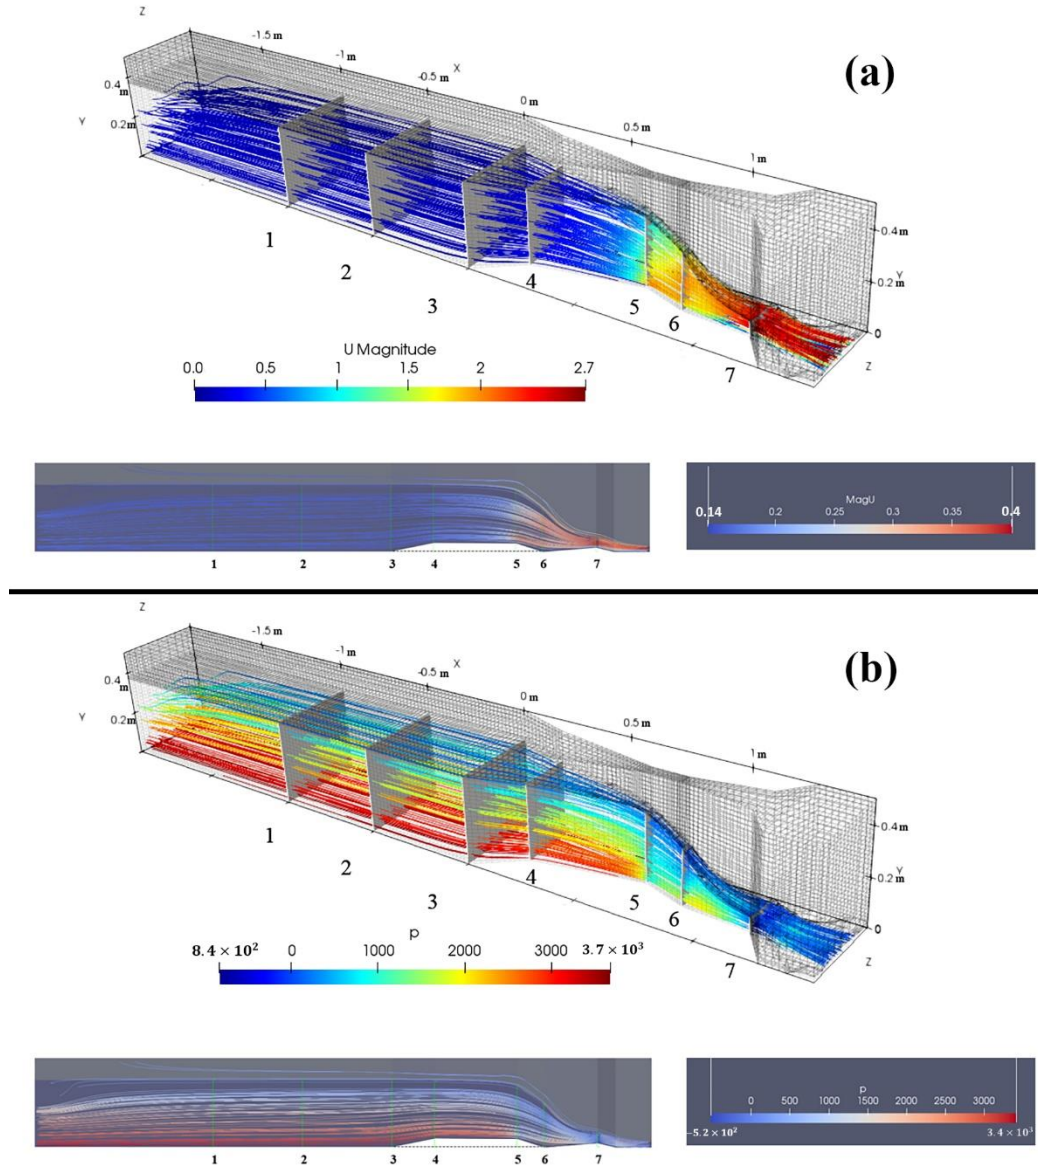 Z
-1.5 m
-1 m
-0.5 m
X
0 m
0.5 m
1 m
(a)
0.4
m
0.2m
Y
0.4 m
Y
0.2 m
0
Z
1
2
3
4
5
6
7
U Magnitude
0.0 0.5 1 1.5 2 2.7
MagU
0.14 0.2 0.25 0.3 0.35 0.4
1 2 3 4 5 6 7
Z
-1.5 m
-1 m
-0.5 m
X
0 m
0.5 m
1 m
(b)
0.4
m
0.2m
Y
0.4 m
Y
0.2 m
0
Z
1
2
3
4
5
6
7
p
8.4 × 10² 0 1000 2000 3000 3.7 × 10³
p
0 500 1000 1500 2000 2500 3000
-5.2 × 10² 3.4 × 10³
1 2 3 4 5 6 7